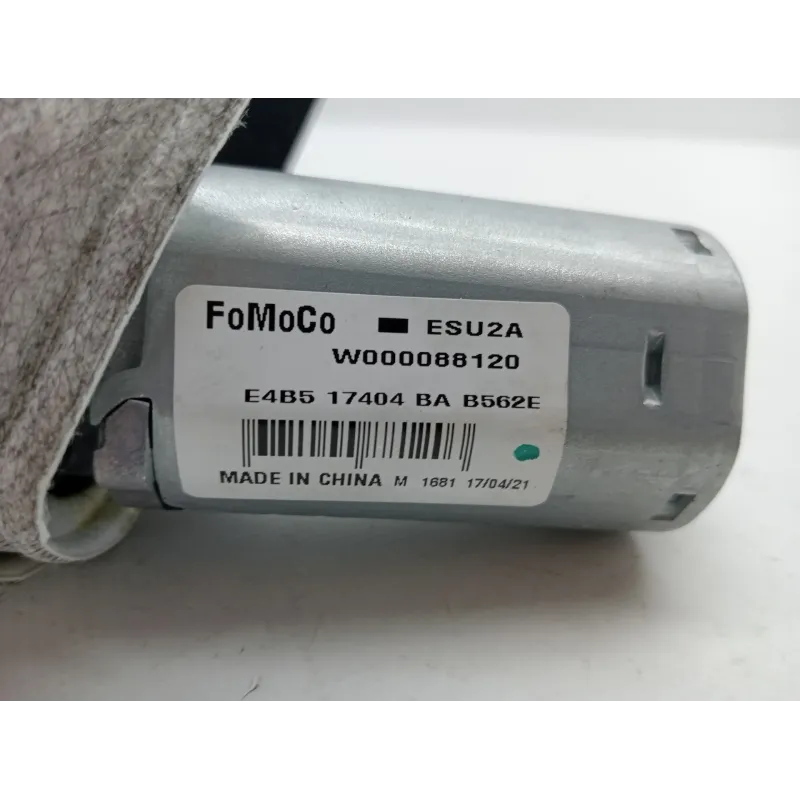 FoMoCo ESU2A
W000088120
E4B5 17404 BA B562E
MADE IN CHINA M 1681 17/04/21